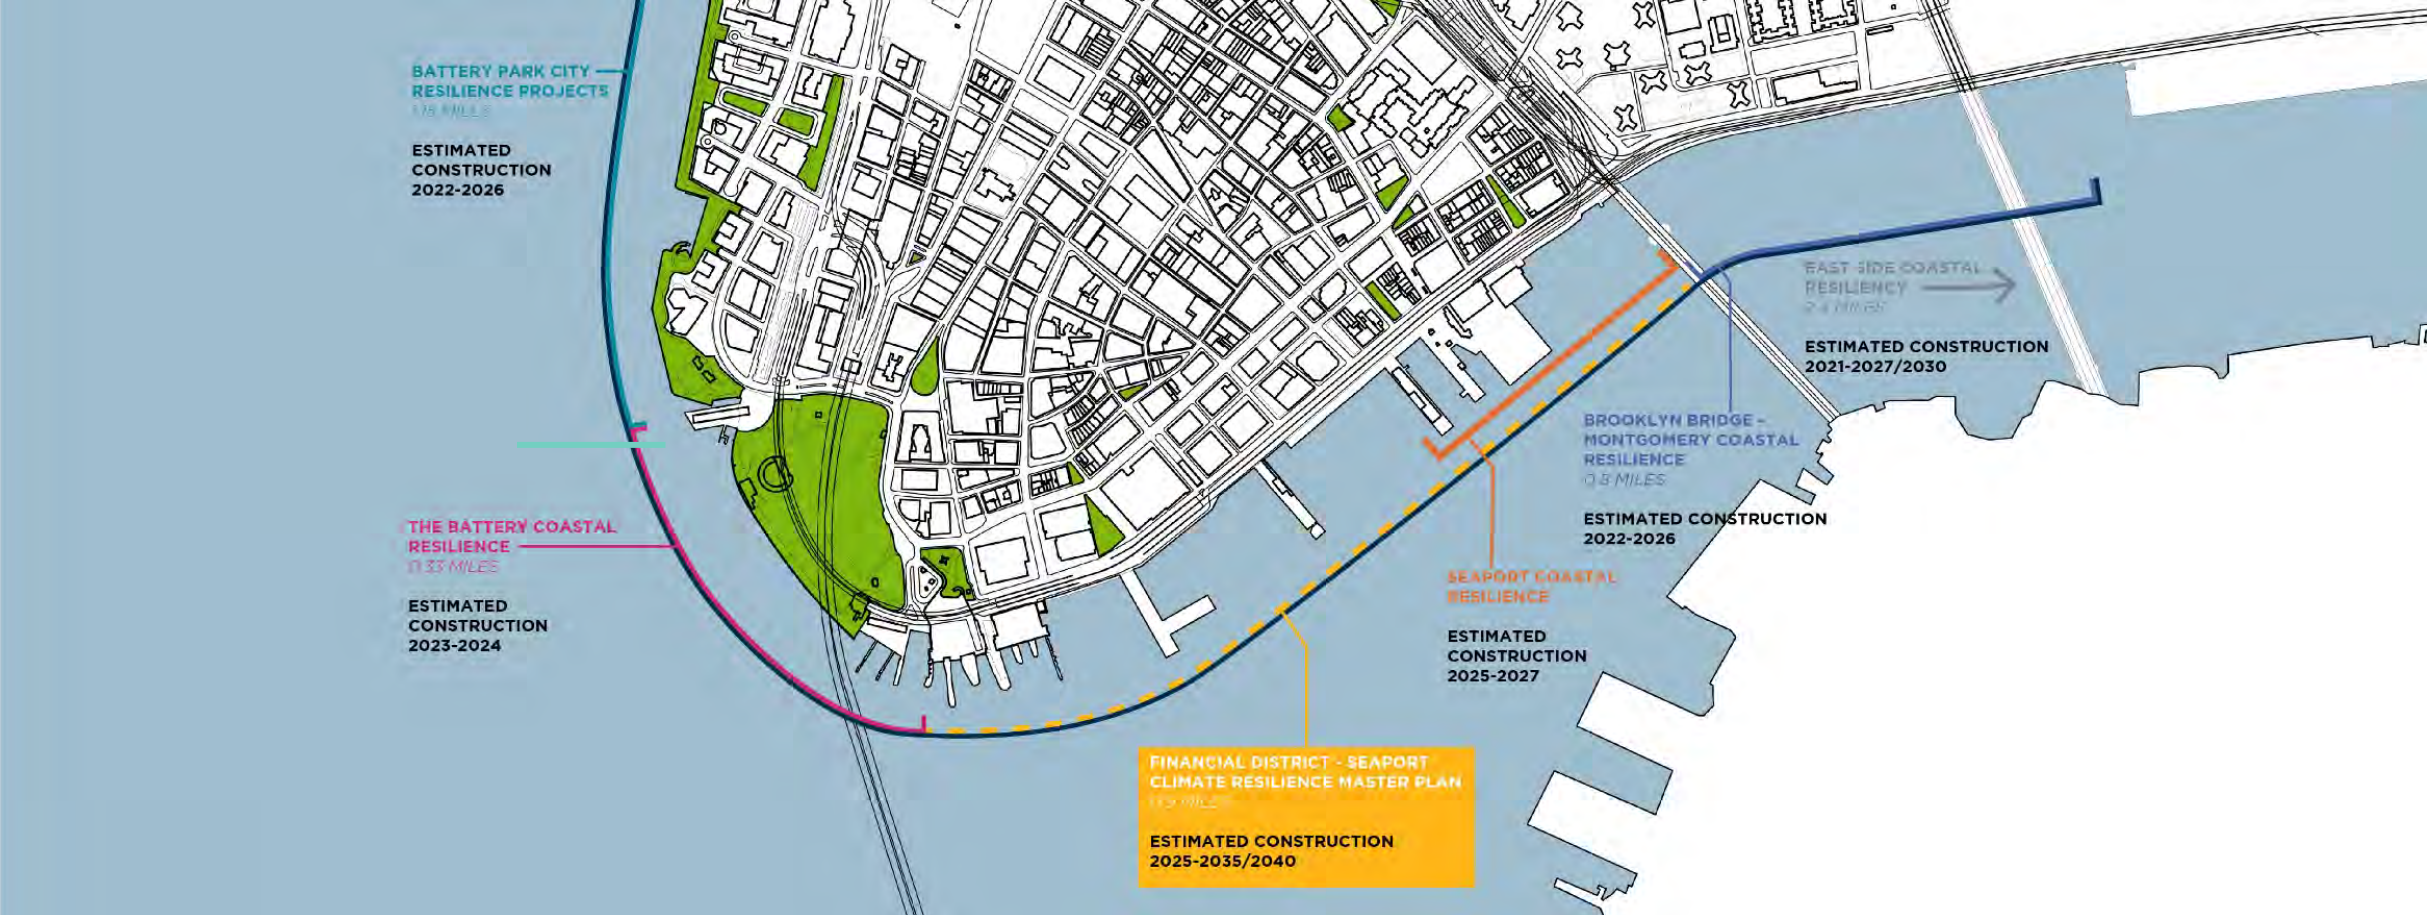 BATTERY PARK CITY
RESILIENCE PROJECTS
ESTIMATED
CONSTRUCTION
2022-2026
THE BATTERY COASTAL
RESILIENCE
0.33 MILES
ESTIMATED
CONSTRUCTION
2023-2024
FINANCIAL DISTRICT - SEAPORT
CLIMATE RESILIENCE MASTER PLAN
ESTIMATED CONSTRUCTION
2025-2035/2040
SEAPORT COASTAL
RESILIENCE
ESTIMATED
CONSTRUCTION
2025-2027
BROOKLYN BRIDGE -
MONTGOMERY COASTAL
RESILIENCE
0.8 MILES
ESTIMATED CONSTRUCTION
2022-2026
EAST SIDE COASTAL
RESILIENCY
ESTIMATED CONSTRUCTION
2021-2027/2030